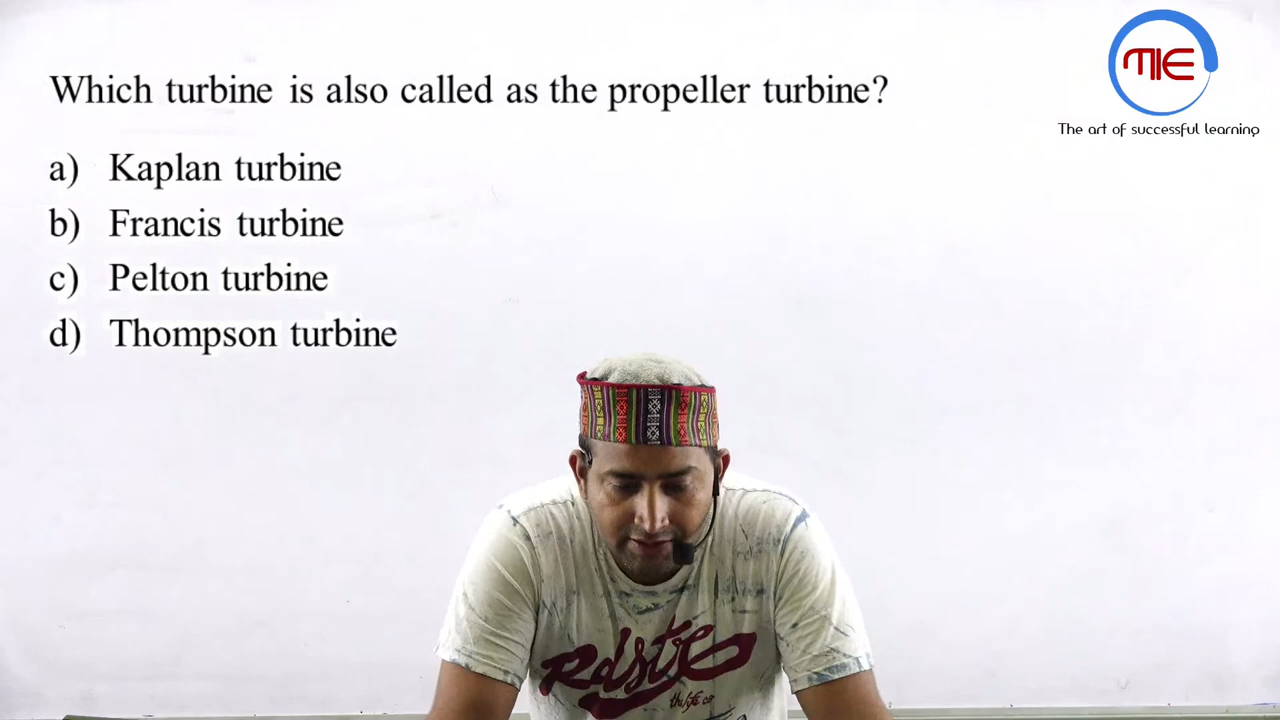 Which turbine is also called as the propeller turbine?
MIE
The art of successful learning
a) Kaplan turbine
b) Francis turbine
c) Pelton turbine
d) Thompson turbine